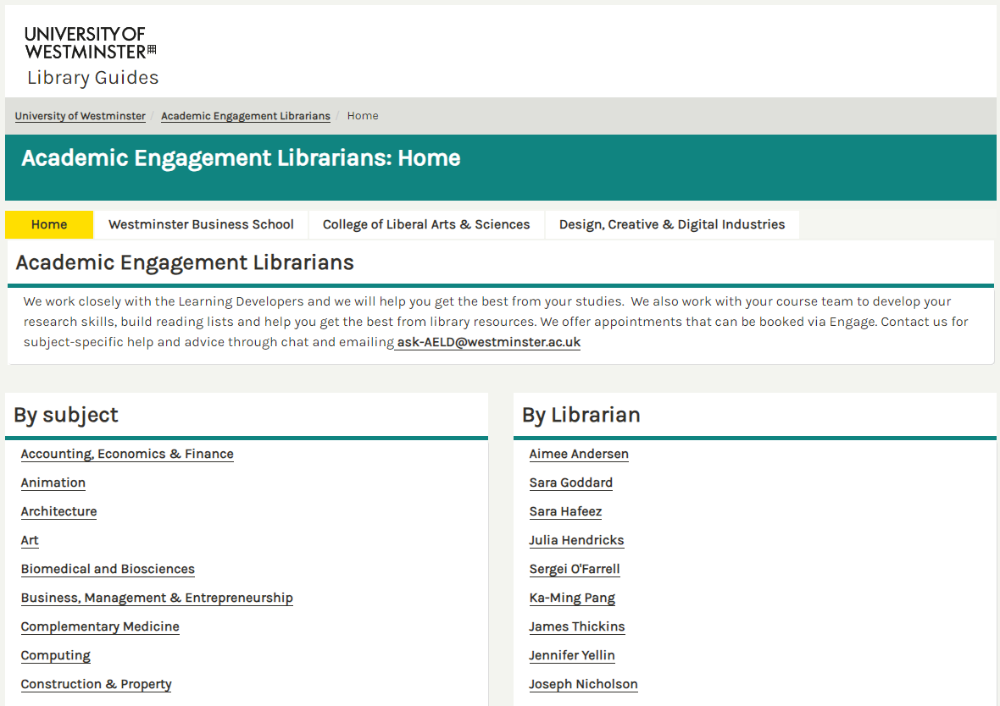 UNIVERSITY OF
WESTMINSTER
Library Guides
University of Westminster / Academic Engagement Librarians / Home
Academic Engagement Librarians: Home
Home
Westminster Business School
College of Liberal Arts & Sciences
Design, Creative & Digital Industries
Academic Engagement Librarians
We work closely with the Learning Developers and we will help you get the best from your studies.  We also work with your course team to develop your
research skills, build reading lists and help you get the best from library resources. We offer appointments that can be booked via Engage. Contact us for
subject-specific help and advice through chat and emailing ask-AELD@westminster.ac.uk
By subject
Accounting, Economics & Finance
Animation
Architecture
Art
Biomedical and Biosciences
Business, Management & Entrepreneurship
Complementary Medicine
Computing
Construction & Property
By Librarian
Aimee Andersen
Sara Goddard
Sara Hafeez
Julia Hendricks
Sergei O'Farrell
Ka-Ming Pang
James Thickins
Jennifer Yellin
Joseph Nicholson